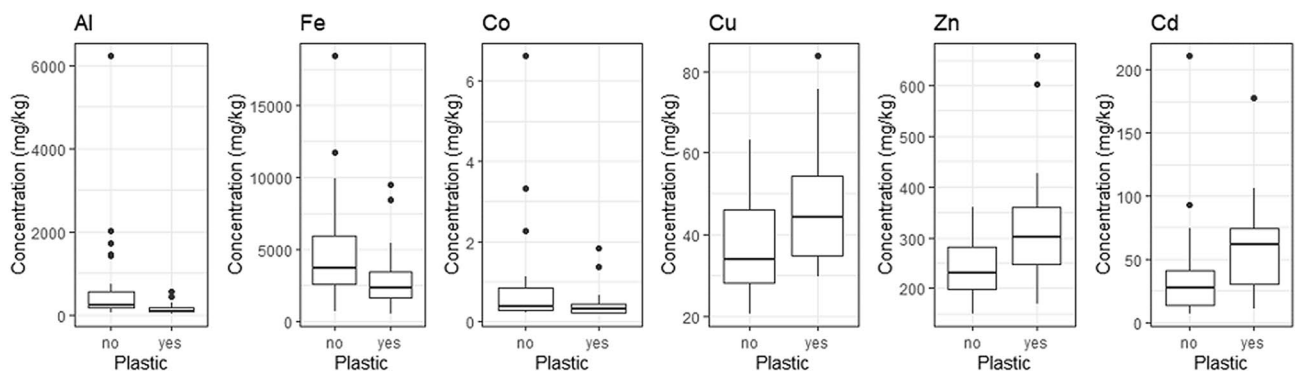 Al
Concentration (mg/kg)
6000
4000
2000
0
no yes
Plastic
Fe
Concentration (mg/kg)
15000
10000
5000
0
no yes
Plastic
Co
Concentration (mg/kg)
6
4
2
0
no yes
Plastic
Cu
Concentration (mg/kg)
80
60
40
20
no yes
Plastic
Zn
Concentration (mg/kg)
600
500
400
300
200
no yes
Plastic
Cd
Concentration (mg/kg)
200
150
100
50
0
no yes
Plastic